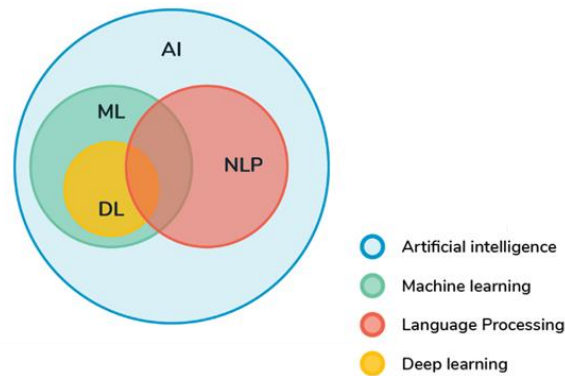 AI
ML
NLP
DL
Artificial intelligence
Machine learning
Language Processing
Deep learning